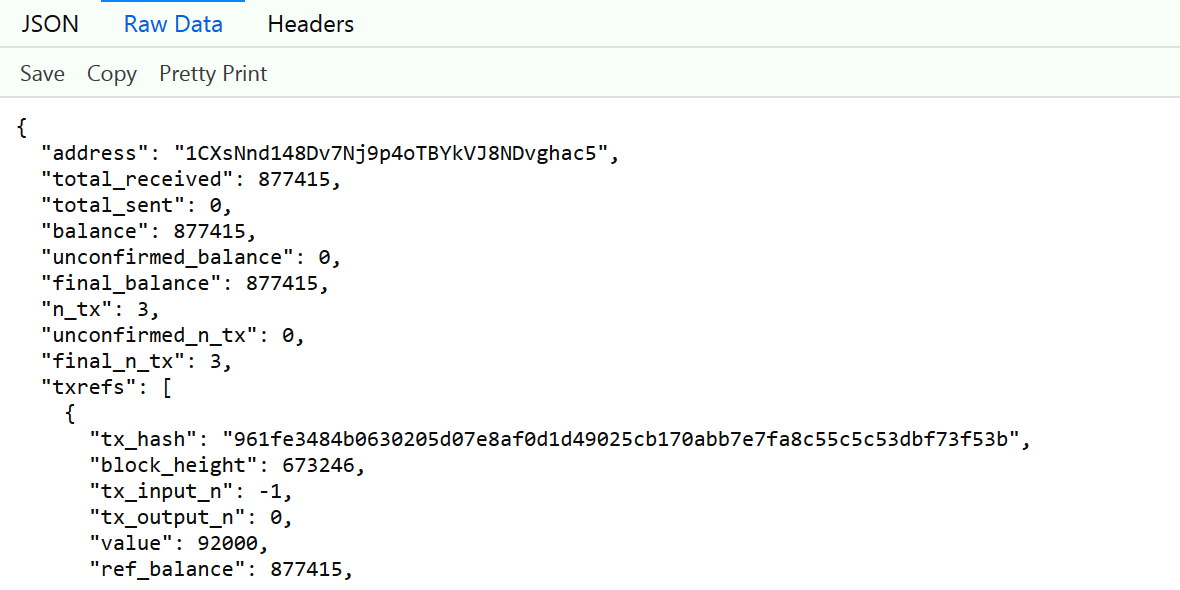 JSON Raw Data Headers
Save Copy Pretty Print
{
"address": "1CXsNnd148Dv7Nj9p4oTBYkVJ8NDvghac5",
"total_received": 877415,
"total_sent": 0,
"balance": 877415,
"unconfirmed_balance": 0,
"final_balance": 877415,
"n_tx": 3,
"unconfirmed_n_tx": 0,
"final_n_tx": 3,
"txrefs": [
{
"tx_hash": "961fe3484b0630205d07e8af0d1d49025cb170abb7e7fa8c55c5c53dbf73f53b",
"block_height": 673246,
"tx_input_n": -1,
"tx_output_n": 0,
"value": 92000,
"ref_balance": 877415,